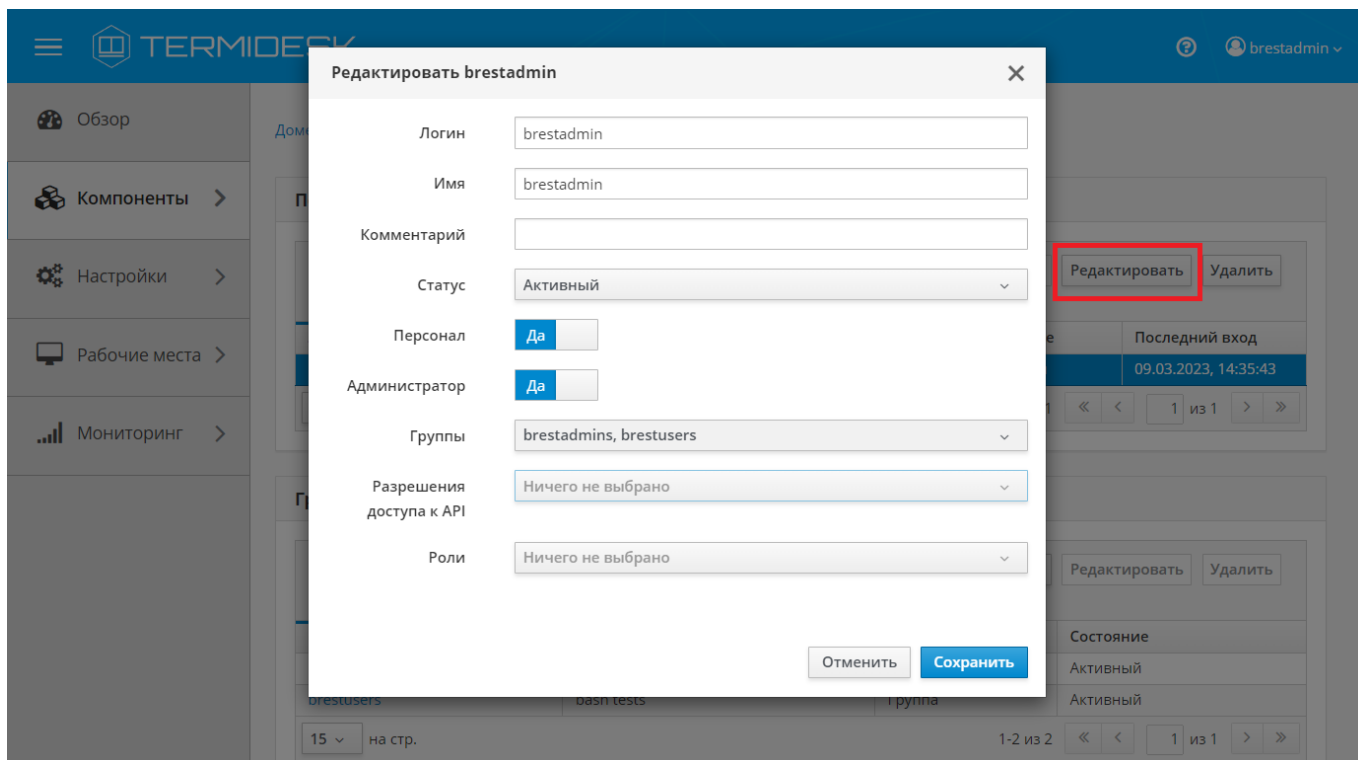 TERMIDESK
brestadmin
Редактировать brestadmin
Обзор
Компоненты
Настройки
Рабочие места
Мониторинг
Логин
brestadmin
Имя
brestadmin
Комментарий
Статус
Активный
Персонал
Да
Администратор
Да
Группы
brestadmins, brestusers
Разрешения
доступа к API
Ничего не выбрано
Роли
Ничего не выбрано
Отменить
Сохранить
Редактировать
Удалить
Последний вход
09.03.2023, 14:35:43
1 из 1
Редактировать
Удалить
Состояние
Активный
brestusers
bash tests
Группа
Активный
15
на стр.
1-2 из 2
1 из 1